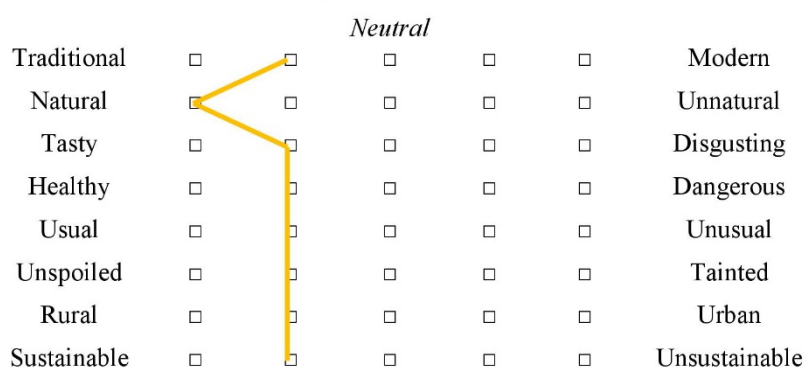 Neutral
Traditional □ □ □ □ □ Modern
Natural □ □ □ □ □ Unnatural
Tasty □ □ □ □ □ Disgusting
Healthy □ □ □ □ □ Dangerous
Usual □ □ □ □ □ Unusual
Unspoiled □ □ □ □ □ Tainted
Rural □ □ □ □ □ Urban
Sustainable □ □ □ □ □ Unsustainable